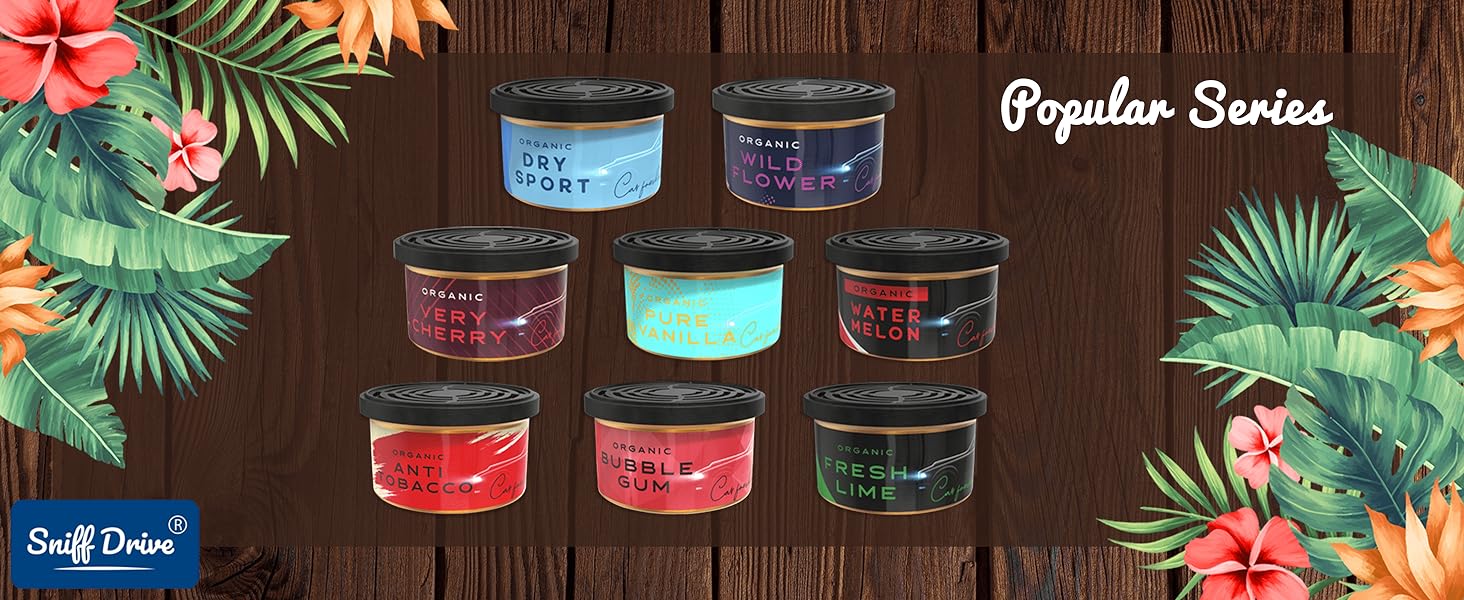 Popular Series
ORGANIC
DRY
SPORT
ORGANIC
WILD
FLOWER
ORGANIC
VERY
CHERRY
ORGANIC
PURE
VANILLA
ORGANIC
WATER
MELON
ORGANIC
ANTI
TOBACCO
ORGANIC
BUBBLE
GUM
ORGANIC
FRESH
LIME
Sniff Drive®